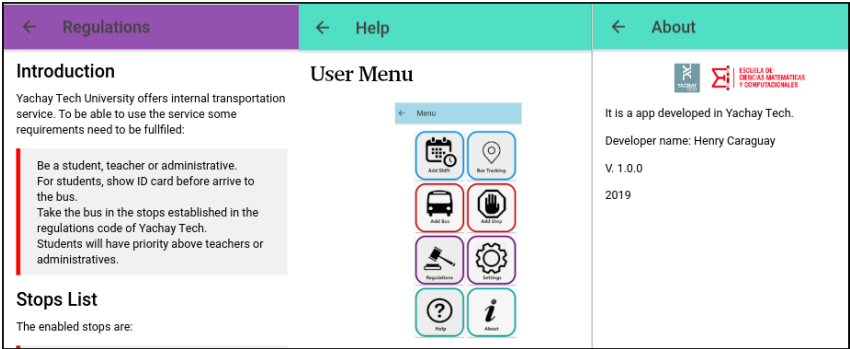 Regulations
Introduction
Yachay Tech University offers internal transportation
service. To be able to use the service some
requirements need to be fullfiled:
Be a student, teacher or administrative.
For students, show ID card before arrive to
the bus.
Take the bus in the stops established in the
regulations code of Yachay Tech.
Students will have priority above teachers or
administratives.
Stops List
The enabled stops are:
Help
User Menu
Menu
Add Shift
Bus Tracking
Add Bus
Add Stop
Regulations
Settings
Help
About
About
YACHAY
ESCUELA DE
CIENCIAS MATEMÁTICAS
Y COMPUTACIONALES
It is a app developed in Yachay Tech.
Developer name: Henry Caraguay
V. 1.0.0
2019